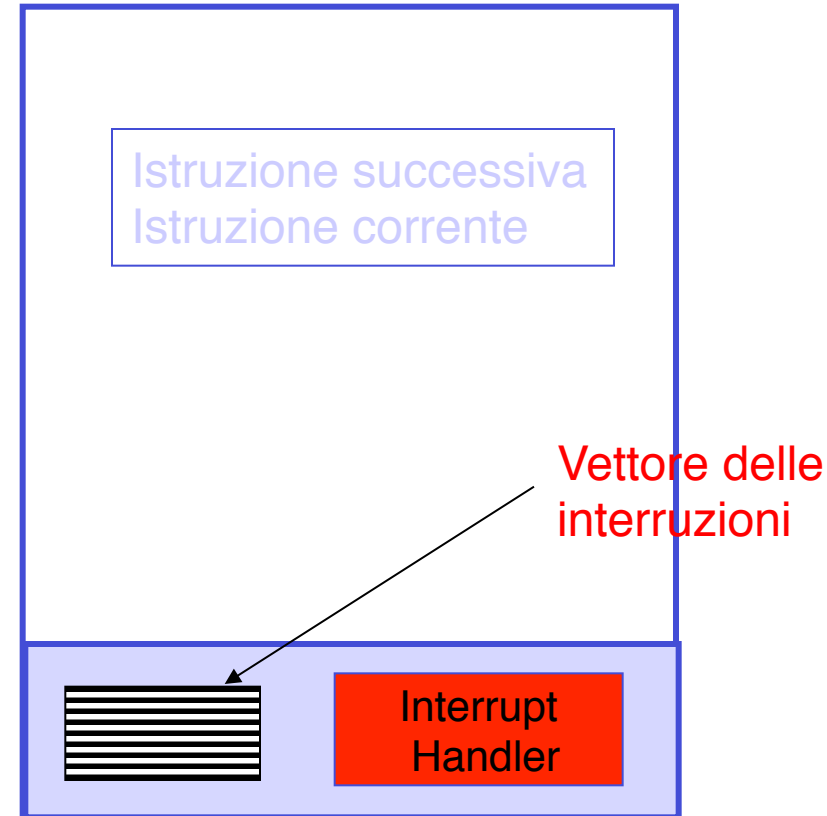 Istruzione successiva
Istruzione corrente
Vettore delle
interruzioni
Interrupt
Handler